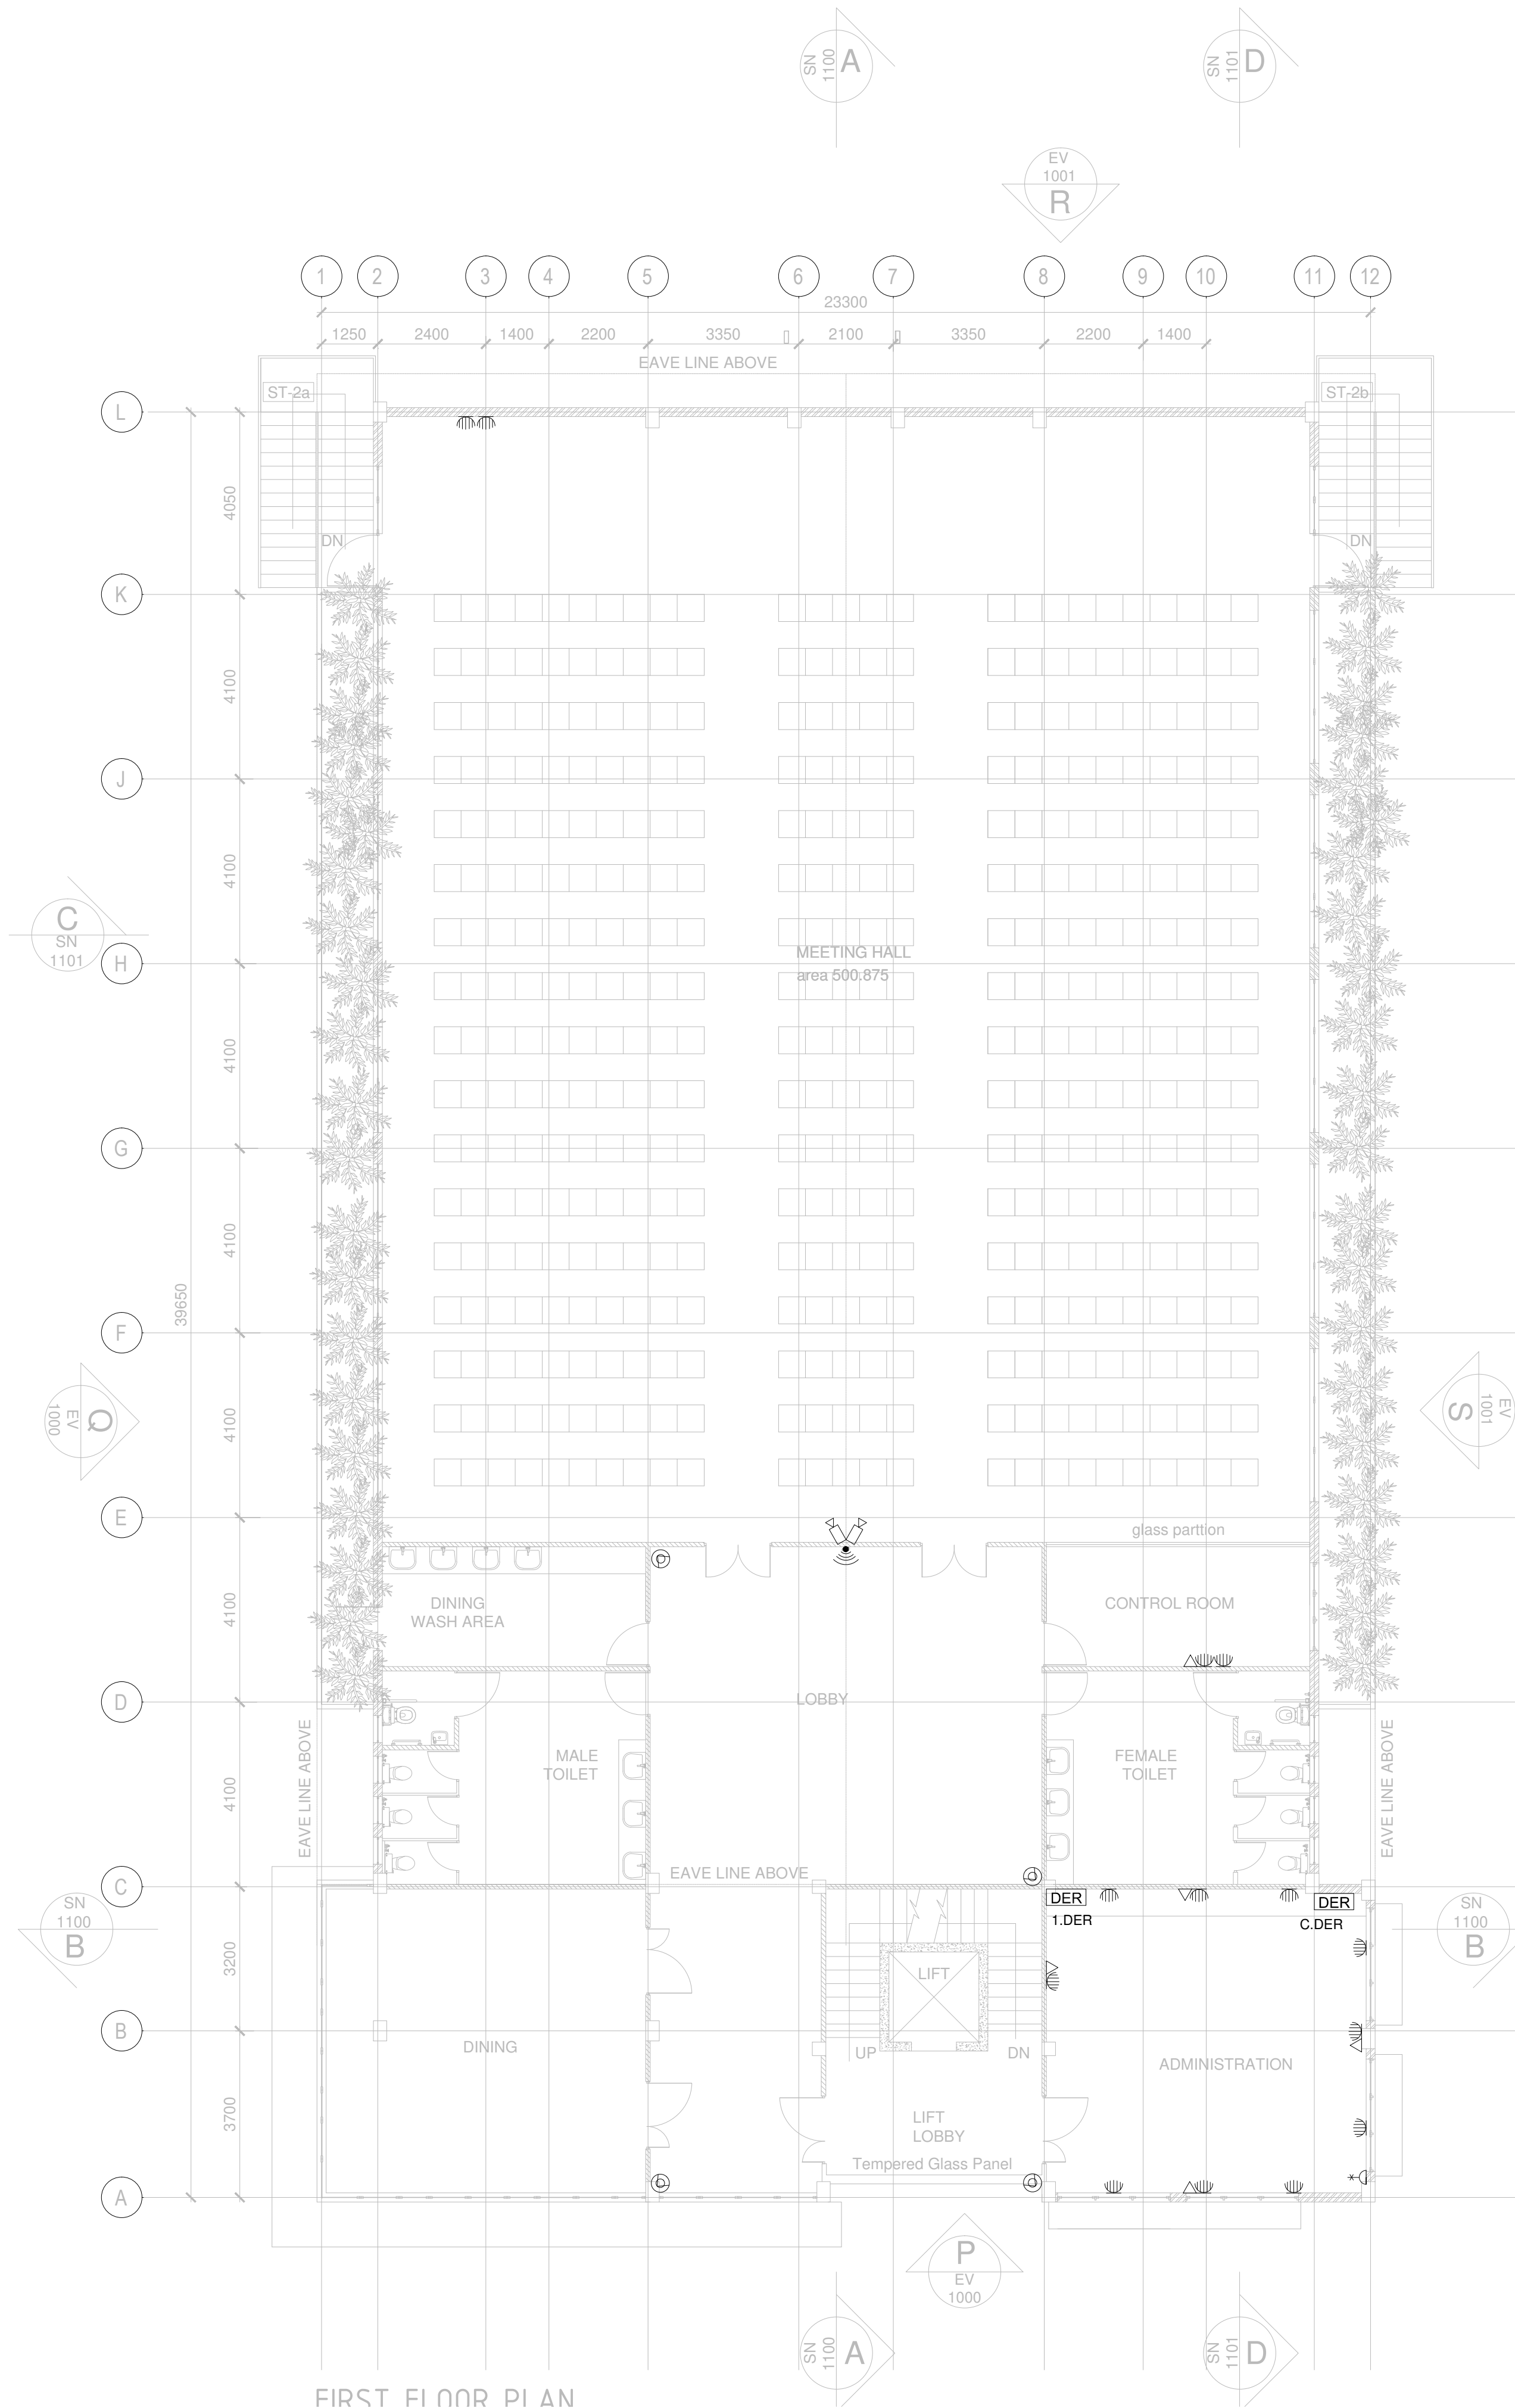 SN
1100
A
SN
1101
D
EV
1001
R
1
2
3
4
5
6
7
8
9
10
11
12
23300
1250
2400
1400
2200
3350
2100
3350
2200
1400
EAVE LINE ABOVE
ST-2a
ST-2b
L
4050
DN
DN
K
4100
J
4100
C
SN
1101
MEETING HALL
H
area 500.875
4100
G
4100
39650
F
Q
EV
1000
4100
S
EV
1001
E
glass parttion
DINING
WASH AREA
CONTROL ROOM
4100
D
LOBBY
EAVE LINE ABOVE
EAVE LINE ABOVE
MALE
TOILET
FEMALE
TOILET
4100
EAVE LINE ABOVE
C
DER
DER
1.DER
C.DER
SN
1100
B
SN
1100
B
3200
LIFT
B
DINING
UP
DN
ADMINISTRATION
3700
LIFT
LOBBY
Tempered Glass Panel
A
P
EV
1000
SN
1100
A
SN
1101
D
FIRST FLOOR PLAN